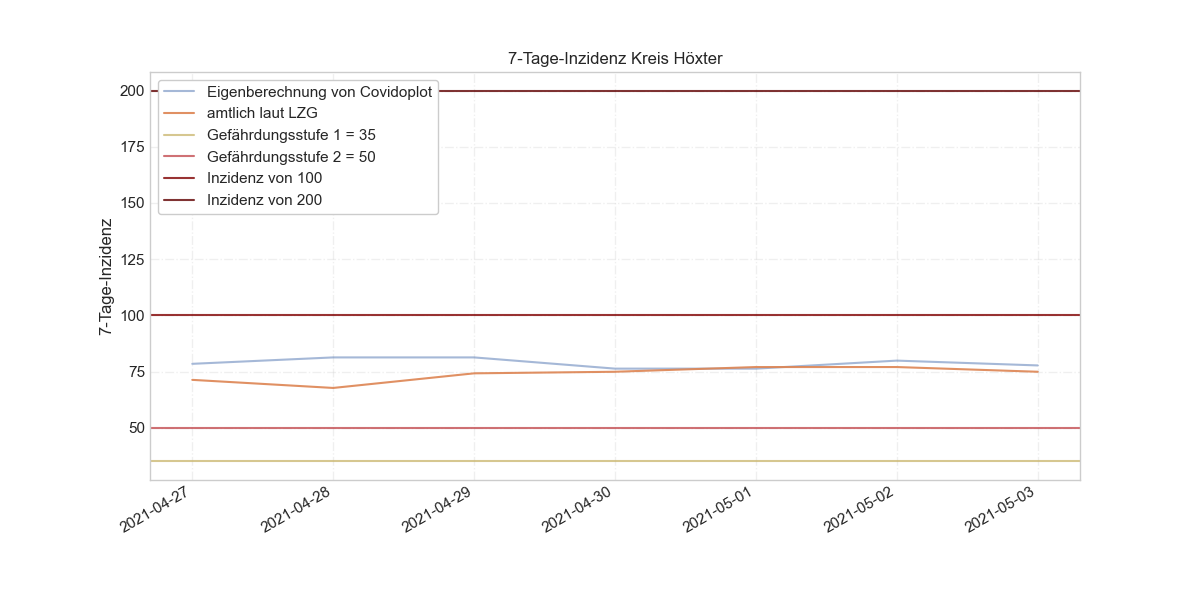 7-Tage-Inzidenz Kreis Höxter
Eigenberechnung von Covidoplot
amtlich laut LZG
Gefährdungsstufe 1 = 35
Gefährdungsstufe 2 = 50
Inzidenz von 100
Inzidenz von 200
7-Tage-Inzidenz
200
175
150
125
100
75
50
2021-04-27
2021-04-28
2021-04-29
2021-04-30
2021-05-01
2021-05-02
2021-05-03